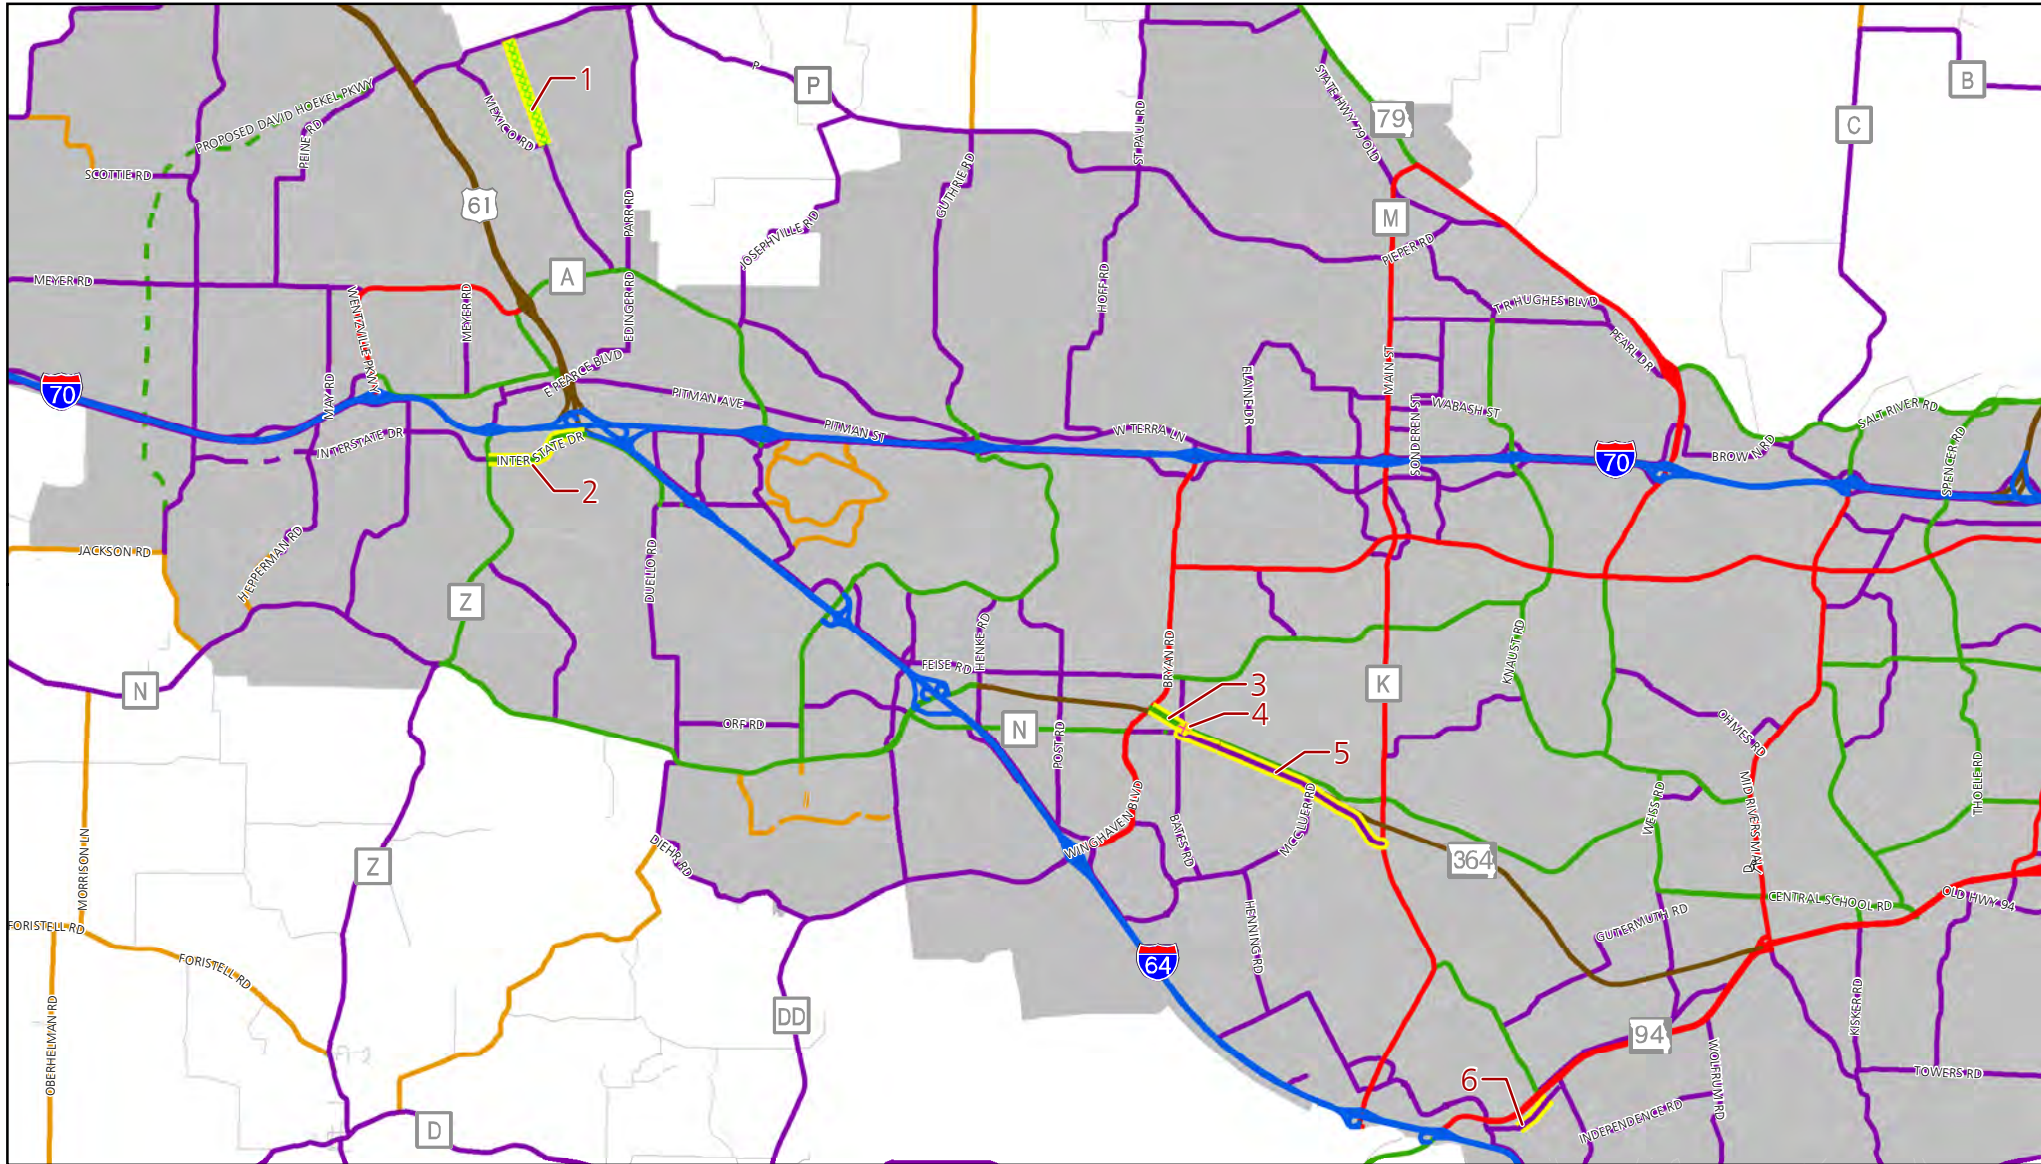 1
P
P
B
79
C
STATE HWY 79 OLD
PROPOSED DAVID HOEKEL PKWY
PEINE RD
MEXICO RD
ST PAUL RD
SCOTTIE RD
GUTHRIE RD
61
PARR RD
M
JOSEPHVILLE RD
PIEPER RD
A
MEYER RD
HOFF RD
EDINGER RD
MEYER RD
WENTZVILLE PKWY
T R HUGHES BLVD
PEARL DR
E PEARCE BLVD
MAIN ST
70
MAY RD
PITMAN AVE
ELAINE DR
WABASH ST
SALT RIVER RD
PITMAN ST
W TERRA LN
SONDEREN ST
INTERSTATE DR
INTERSTATE DR
70
BROWN RD
SPENCER RD
2
JACKSON RD
HEPPERMAN RD
DUELLO RD
Z
HENKE RD
BRYAN RD
KNAUST RD
FEISE RD
N
3
K
4
ORF RD
N
POST RD
OHMES RD
5
MCCLUER RD
WINGHAVEN BLVD
BATES RD
WEISS RD
MID RIVERS MALL DR
THOELE RD
MORRISON LN
DIEHR RD
Z
364
CENTRAL SCHOOL RD
OLD HWY 94
FORISTELL RD
HENNING RD
GUTERMUTH RD
FORISTELL RD
64
OBERHELMAN RD
DD
KISKER RD
94
6
WOLFRUM RD
TOWERS RD
D
INDEPENDENCE RD